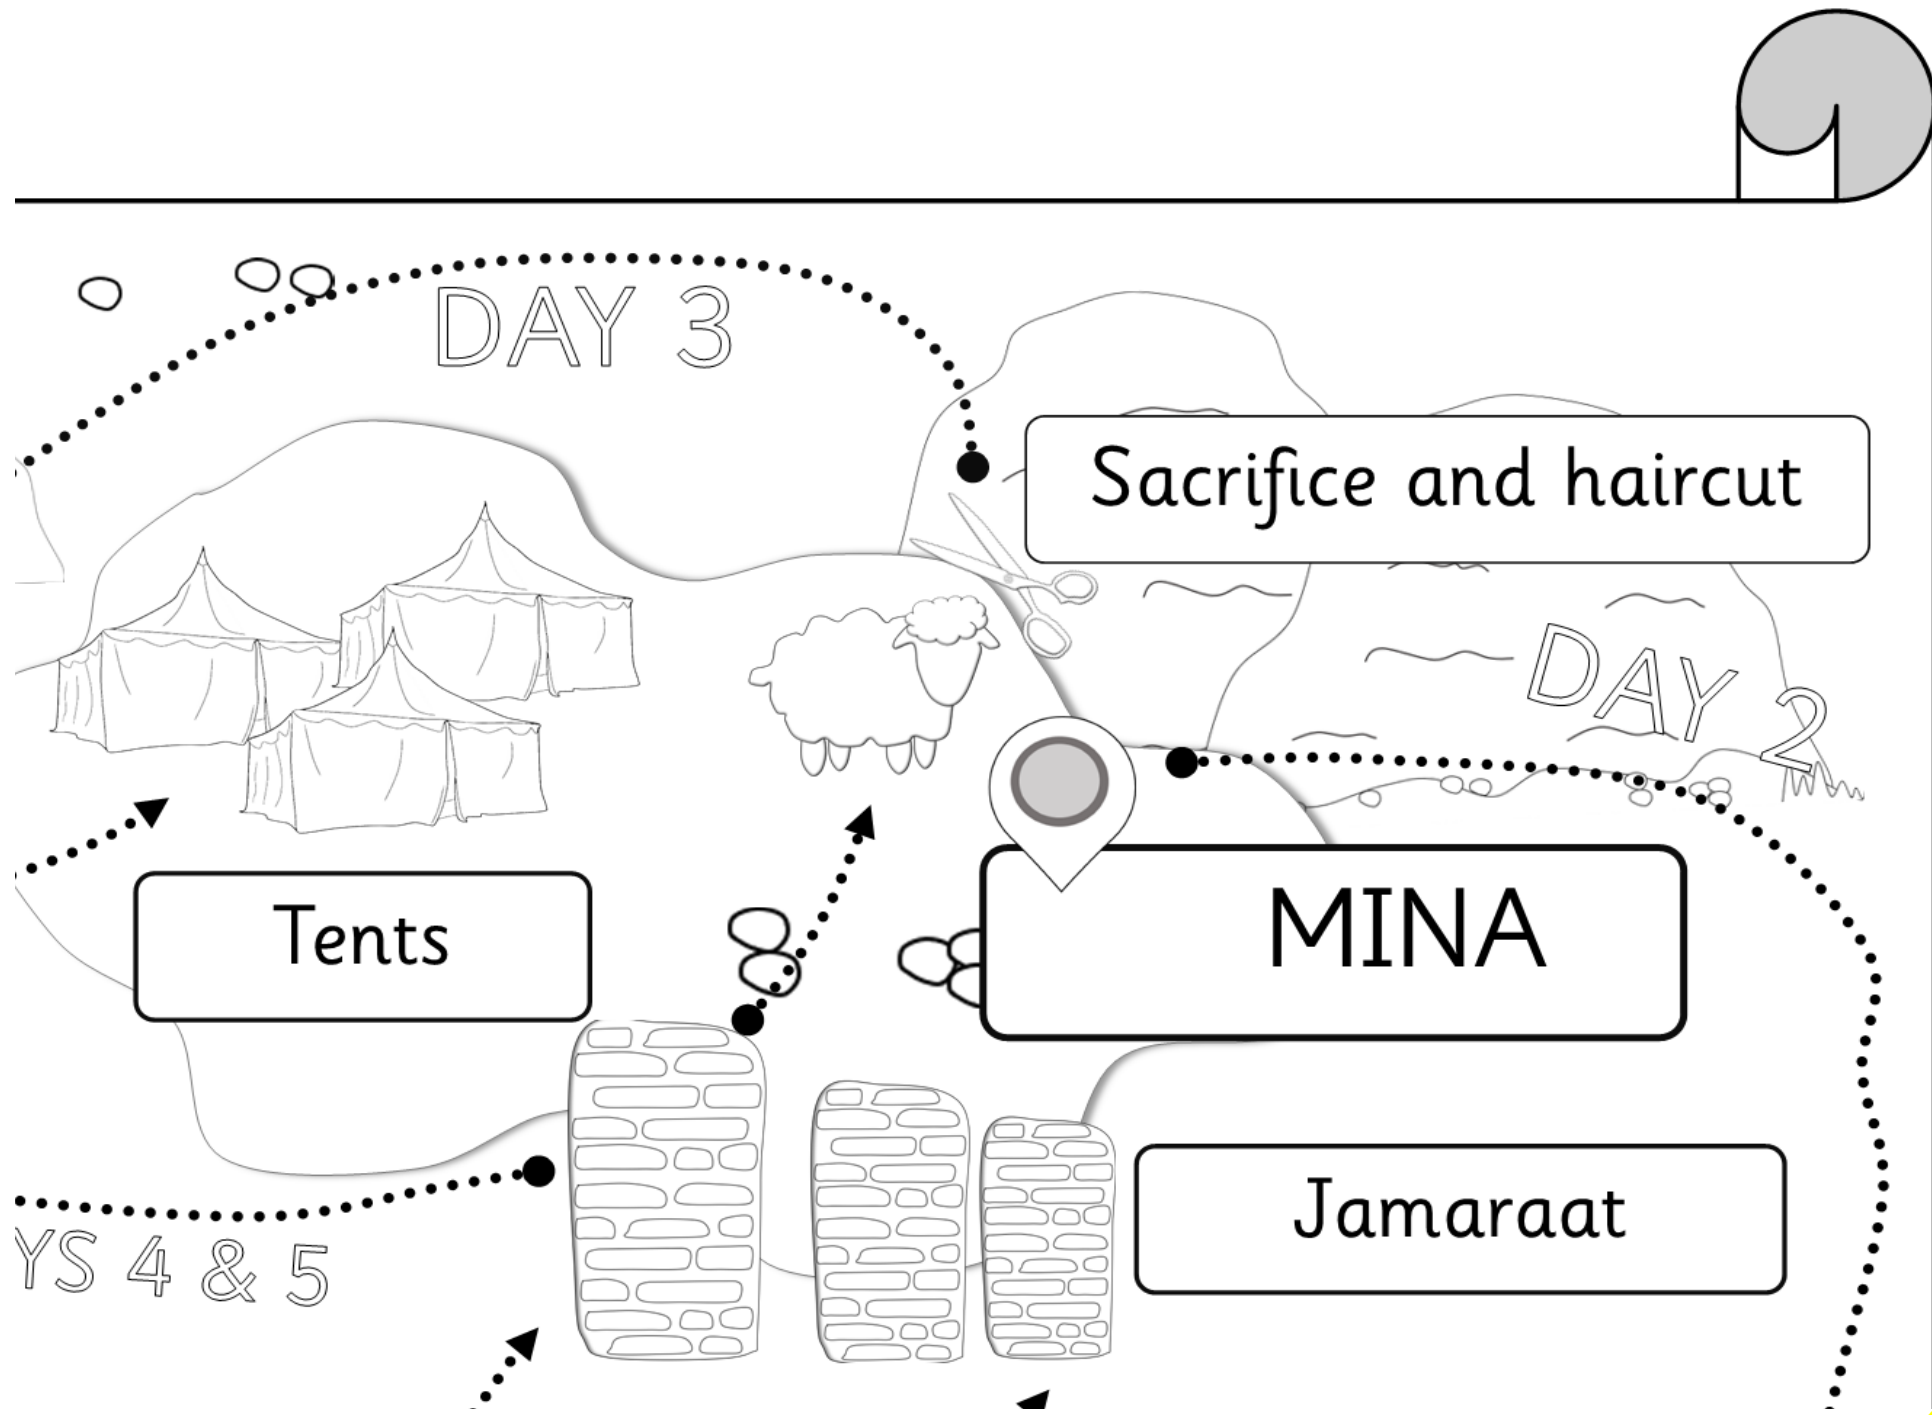 DAY 3
Sacrifice and haircut
DAY 2
MINA
Tents
Jamaraat
YS 4 & 5